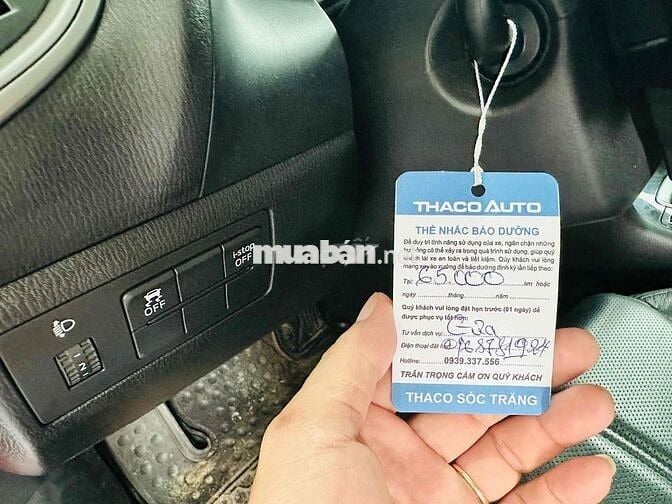 THACO AUTO
THẺ NHẮC BẢO DƯỠNG
Để duy trì tính năng sử dụng của xe, ngăn chặn những
hư hỏng có thể xảy ra trong quá trình sử dụng, giúp quý
khách lái xe an toàn và tiết kiệm. Quý khách vui lòng
mang xe vào xưởng để bảo dưỡng định kỳ lần tiếp theo:
Tại: 65.000 km hoặc
ngày tháng năm
Quý khách vui lòng đặt hẹn trước (01 ngày) để
được phục vụ tốt hơn:
Tư vấn dịch vụ:
Điện thoại đặt
Hotline: 0939.337.556
TRÂN TRỌNG CẢM ƠN QUÝ KHÁCH
THACO SÓC TRĂNG
i-stop
OFF
OFF
muaban.net